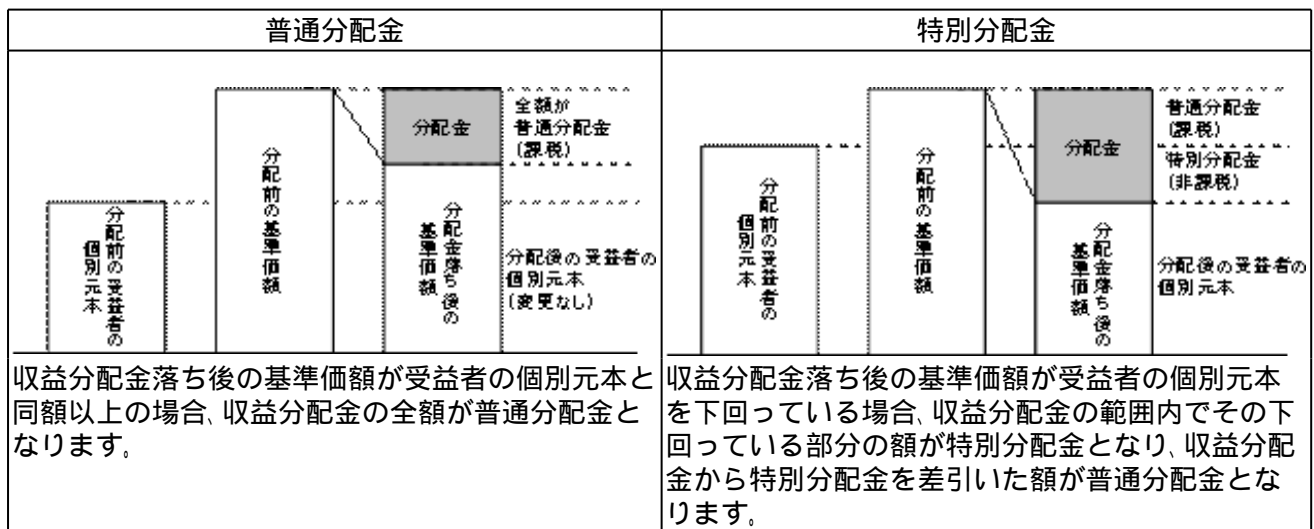 普通分配金
分配前の受益者の
個別元本
分配前の基準価額
分配金
分配金落ち後の
基準価額
全額が
普通分配金
(課税)
分配後の受益者の
個別元本
(変更なし)
収益分配金落ち後の基準価額が受益者の個別元本と
同額以上の場合、収益分配金の全額が普通分配金と
なります。
特別分配金
分配前の受益者の
個別元本
分配前の基準価額
分配金
分配金落ち後の
基準価額
普通分配金
(課税)
特別分配金
(非課税)
分配後の受益者の
個別元本
収益分配金落ち後の基準価額が受益者の個別元本
を下回っている場合、収益分配金の範囲内でその下
回っている部分の額が特別分配金となり、収益分配
金から特別分配金を差引いた額が普通分配金とな
ります。